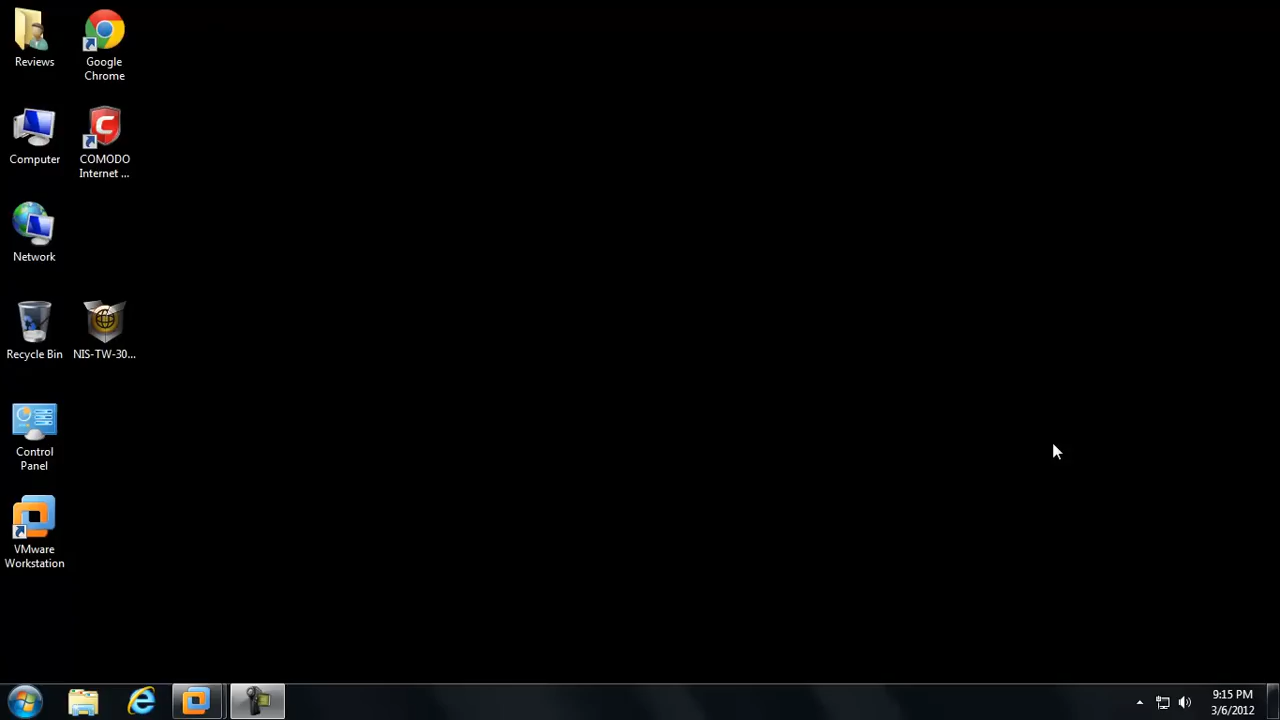 Reviews
Google
Chrome
Computer
COMODO
Internet ...
Network
Recycle Bin
NIS-TW-30...
Control
Panel
VMware
Workstation
9:15 PM
3/6/2012